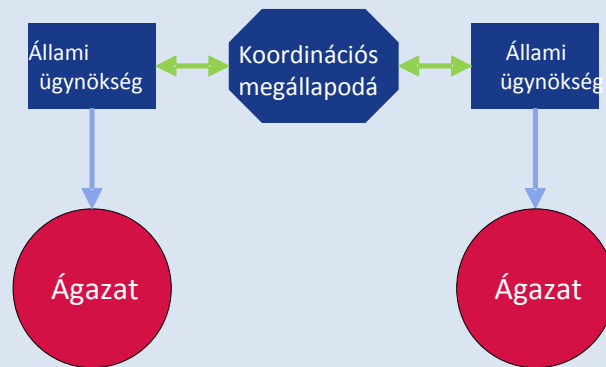 Állami
ügynökség
Koordinációs
megállapodá
Állami
ügynökség
Ágazat
Ágazat